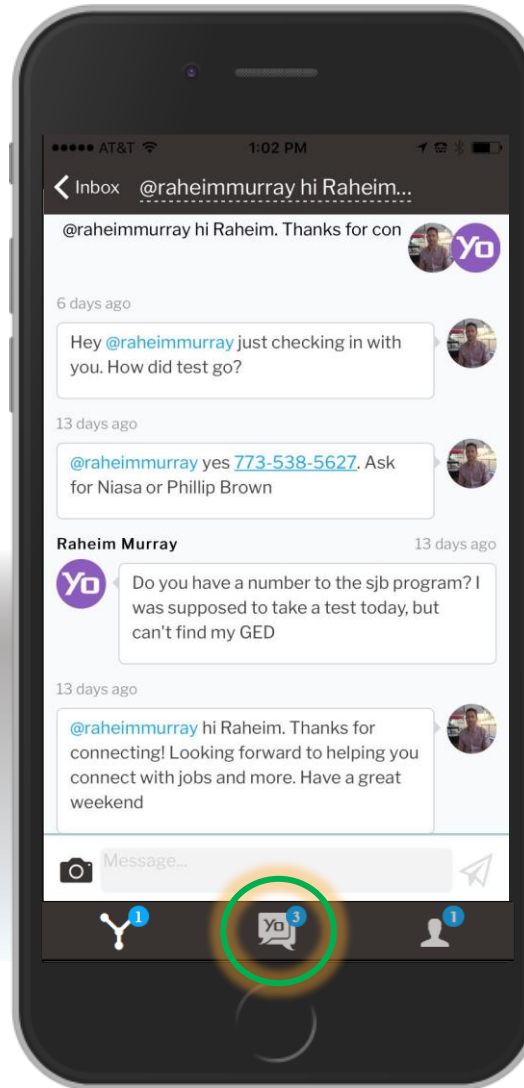 AT&T 1:02 PM
Inbox @raheimmurray hi Raheim...
@raheimmurray hi Raheim. Thanks for con
Yo
6 days ago
Hey @raheimmurray just checking in with
you. How did test go?
13 days ago
@raheimmurray yes 773-538-5627. Ask
for Niasa or Phillip Brown
Raheim Murray 13 days ago
Yo
Do you have a number to the sjb program? I
was supposed to take a test today, but
can't find my GED
13 days ago
@raheimmurray hi Raheim. Thanks for
connecting! Looking forward to helping you
connect with jobs and more. Have a great
weekend
Message...
1 Yo 3 1